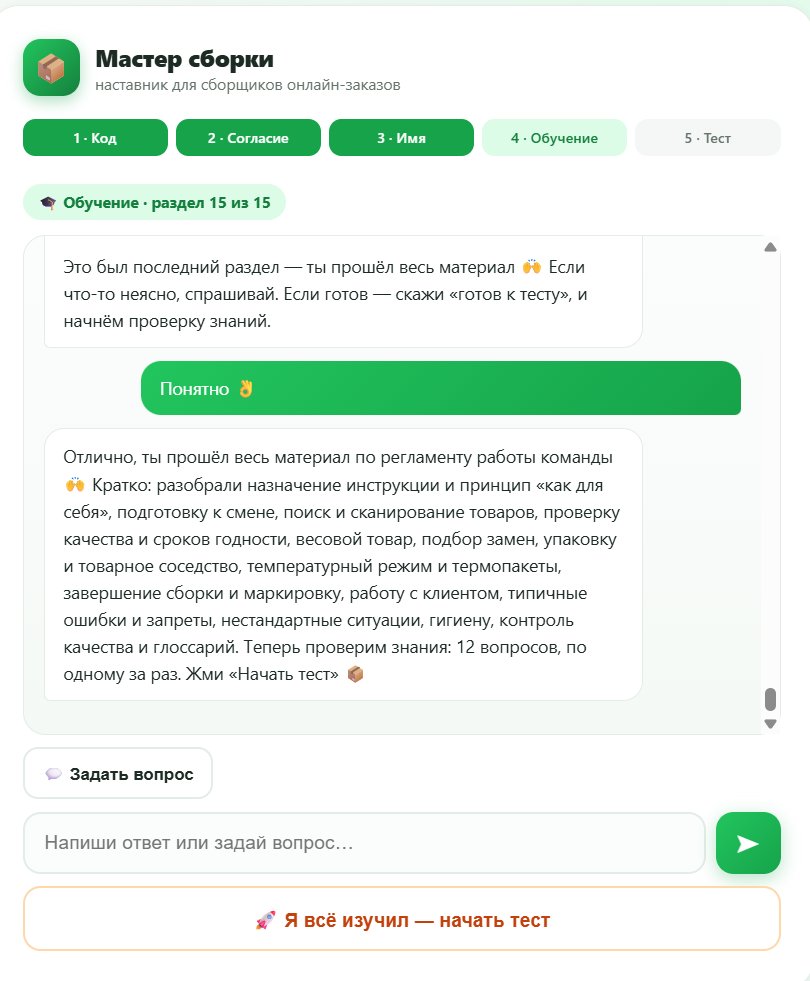 Мастер сборки
наставник для сборщиков онлайн-заказов
1 · Код
2 · Согласие
3 · Имя
4 · Обучение
5 · Тест
🎓 Обучение · раздел 15 из 15
Это был последний раздел — ты прошёл весь материал 🙌 Если
что-то неясно, спрашивай. Если готов — скажи «готов к тесту», и
начнём проверку знаний.
Понятно 👌
Отлично, ты прошёл весь материал по регламенту работы команды
🙌 Кратко: разобрали назначение инструкции и принцип «как для
себя», подготовку к смене, поиск и сканирование товаров, проверку
качества и сроков годности, весовой товар, подбор замен, упаковку
и товарное соседство, температурный режим и термопакеты,
завершение сборки и маркировку, работу с клиентом, типичные
ошибки и запреты, нестандартные ситуации, гигиену, контроль
качества и глоссарий. Теперь проверим знания: 12 вопросов, по
одному за раз. Жми «Начать тест» 📦
💬 Задать вопрос
Напиши ответ или задай вопрос…
🚀 Я всё изучил — начать тест